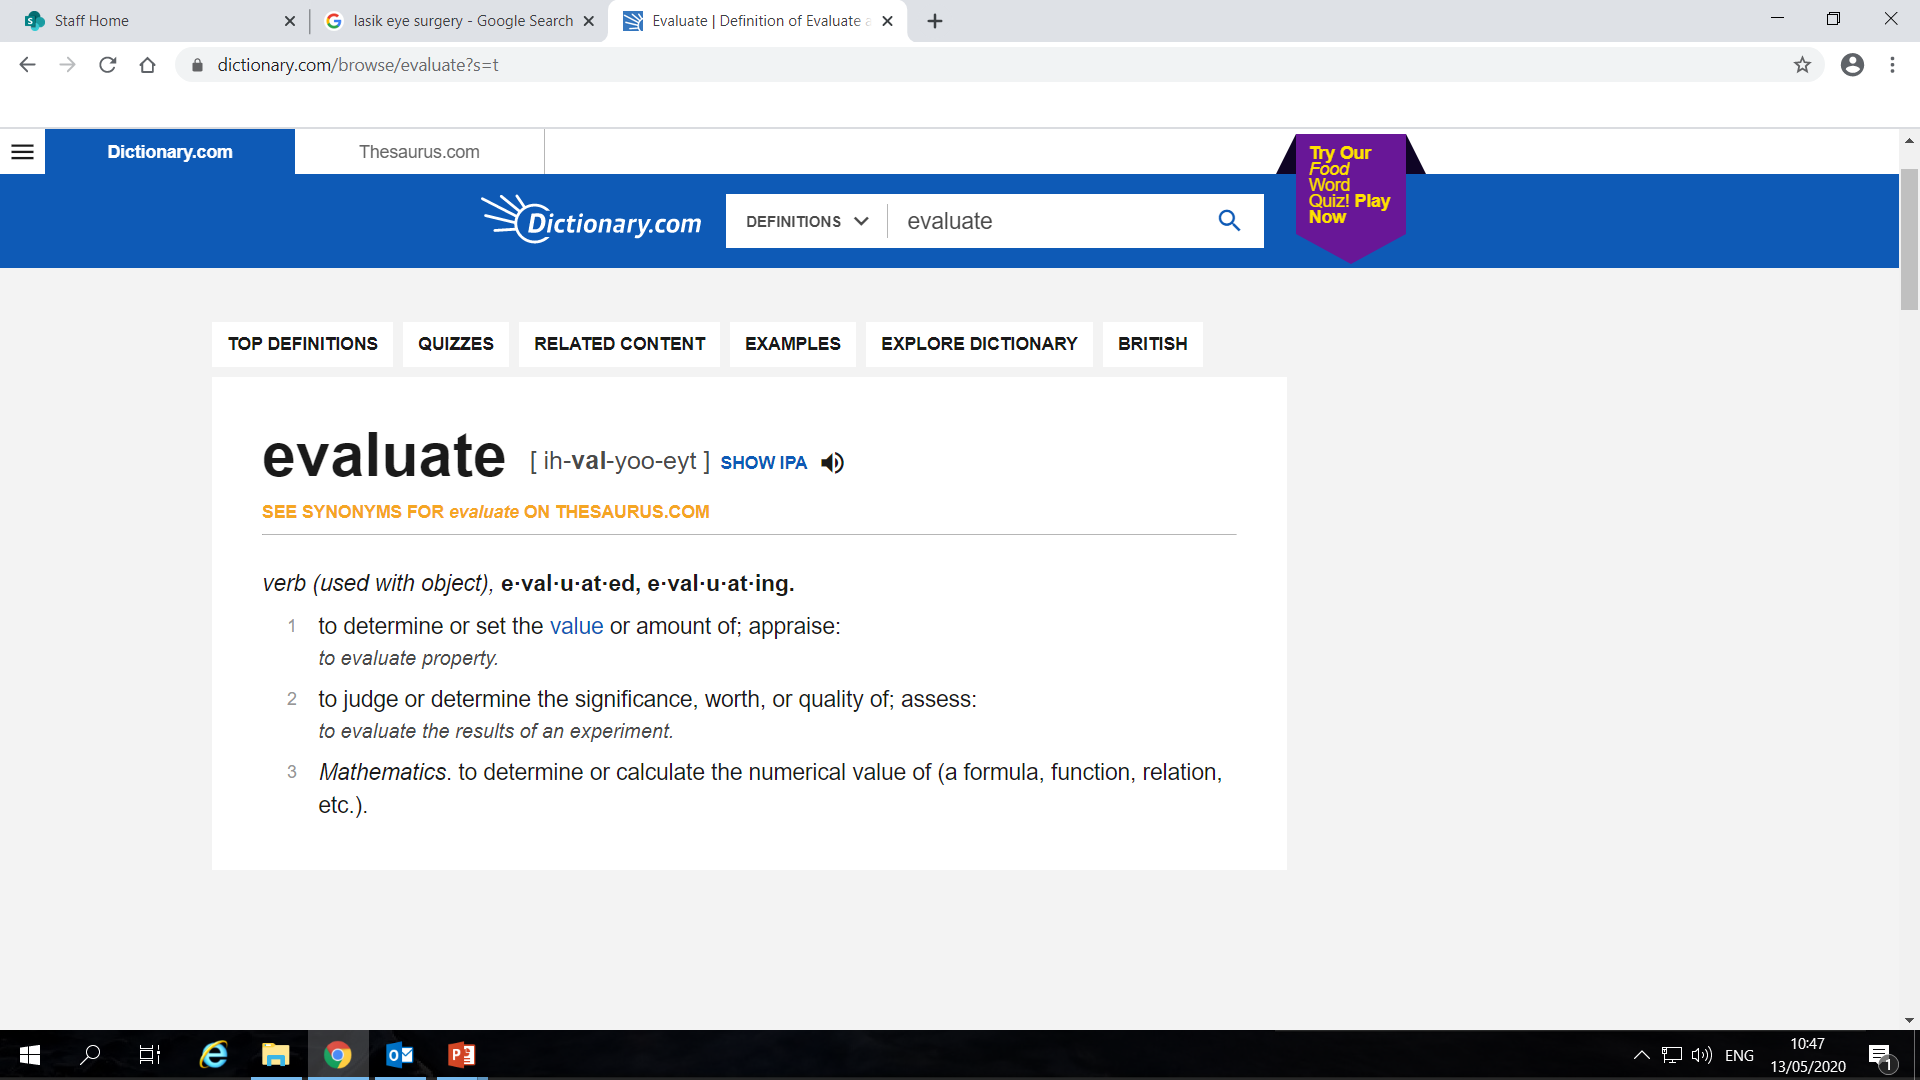 Staff Home
lasik eye surgery - Google Search
Evaluate | Definition of Evaluate a
dictionary.com/browse/evaluate?s=t
Dictionary.com
Thesaurus.com
Try Our
Food
Word
Quiz! Play
Now
Dictionary.com
DEFINITIONS
evaluate
TOP DEFINITIONS
QUIZZES
RELATED CONTENT
EXAMPLES
EXPLORE DICTIONARY
BRITISH
evaluate [ ih-val-yoo-eyt ] SHOW IPA
SEE SYNONYMS FOR evaluate ON THESAURUS.COM
verb (used with object), e·val·u·at·ed, e·val·u·at·ing.
1 to determine or set the value or amount of; appraise:
to evaluate property.
2 to judge or determine the significance, worth, or quality of; assess:
to evaluate the results of an experiment.
3 Mathematics. to determine or calculate the numerical value of (a formula, function, relation,
etc.).
ENG
10:47
13/05/2020
1